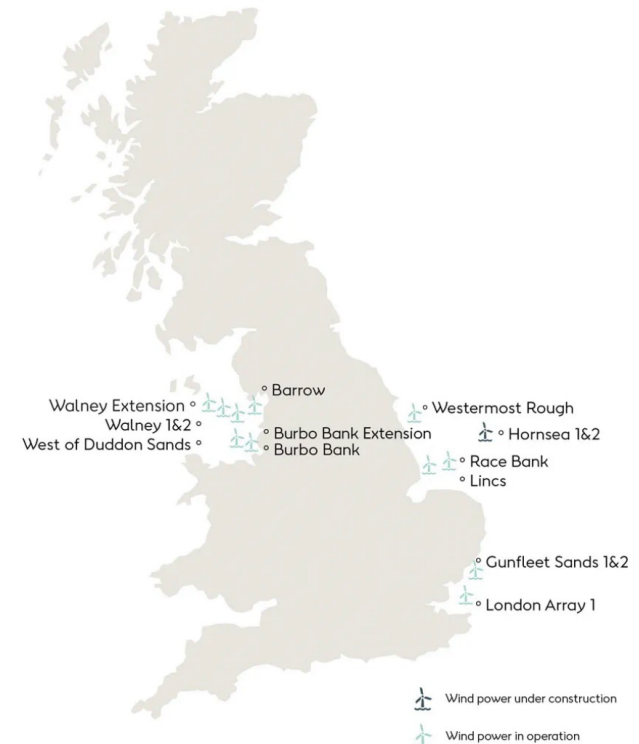 Barrow
Walney Extension
Walney 1&2
West of Duddon Sands
Burbo Bank Extension
Burbo Bank
Westermost Rough
Hornsea 1&2
Race Bank
Lincs
Gunfleet Sands 1&2
London Array 1
Wind power under construction
Wind power in operation